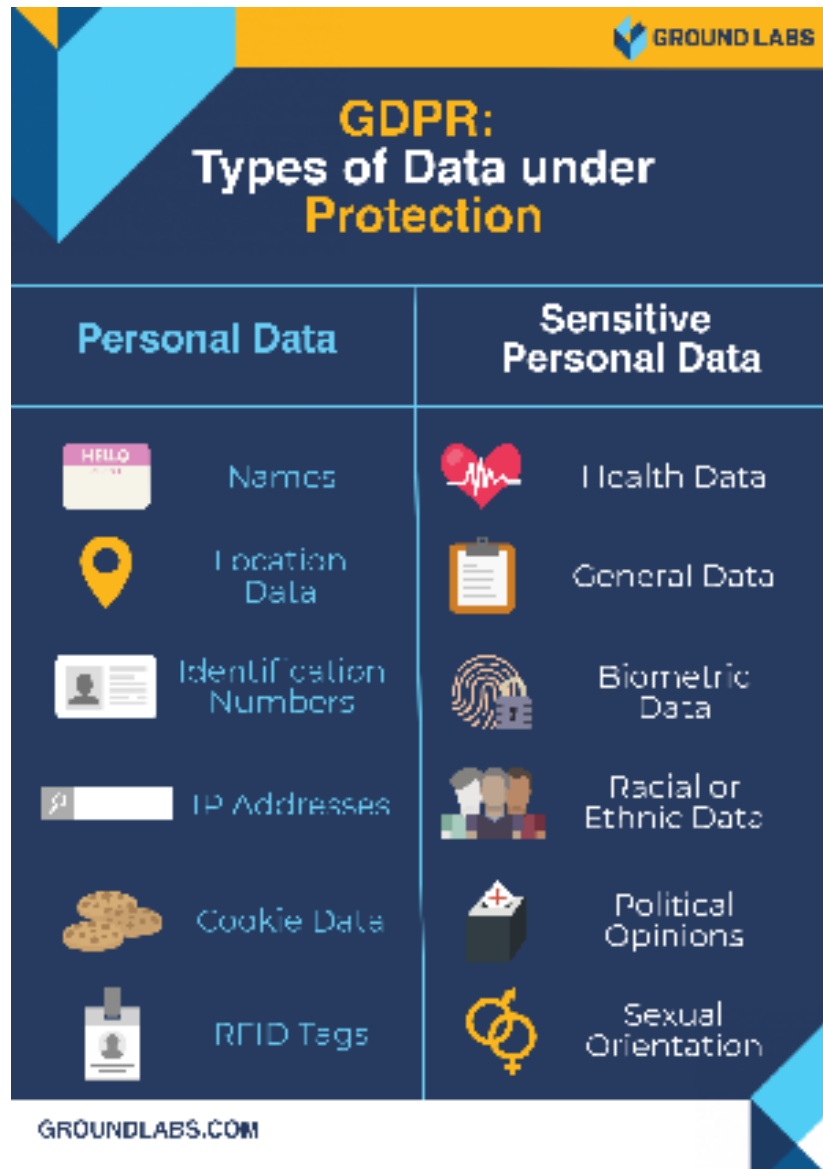 GROUND LABS
GDPR:
Types of Data under
Protection
Personal Data
Sensitive
Personal Data
HELLO
Names
Health Data
Location
Data
General Data
Identification
Numbers
Biometric
Data
IP Addresses
Racial or
Ethnic Data
Cookie Data
Political
Opinions
RFID Tags
Sexual
Orientation
GROUNDLABS.COM